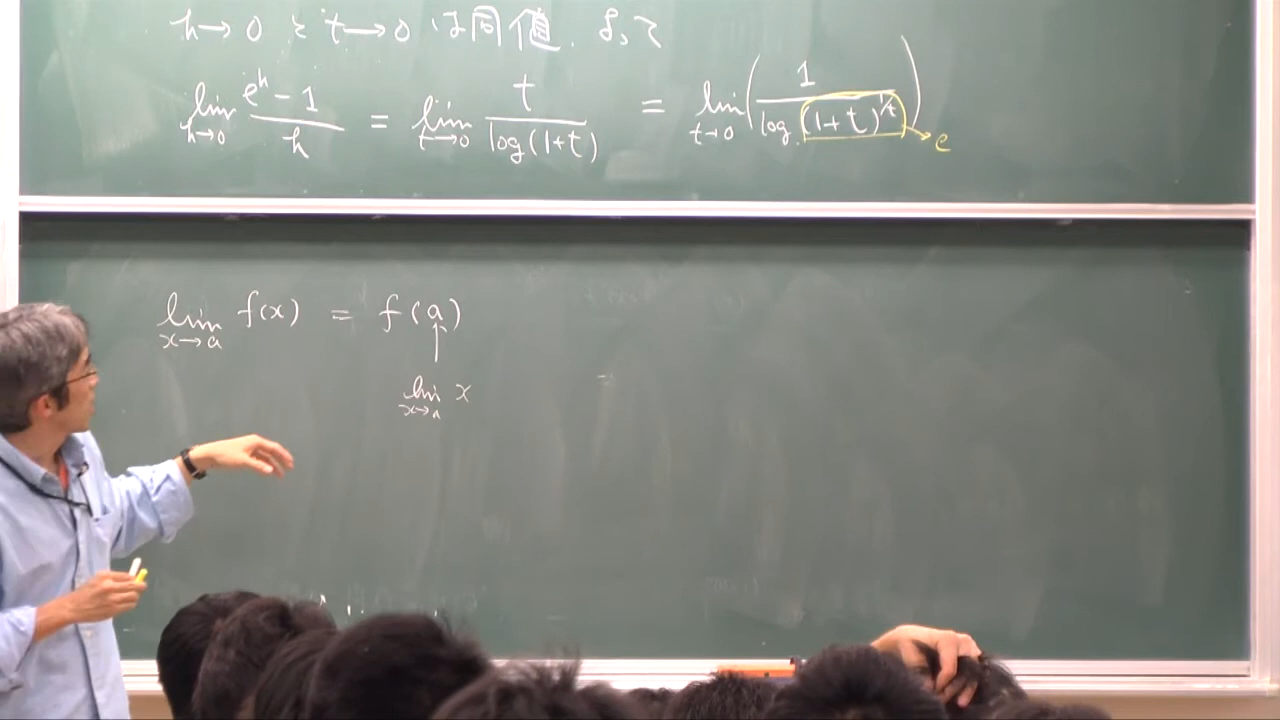 h→0 と t→0 は同値. よって
lim_{h→0} (e^h - 1)/h = lim_{t→0} t/log(1+t) = lim_{t→0} (1/log (1+t)^{1/t}) → e
lim_{x→a} f(x) = f(a)
↑
lim_{x→a} x